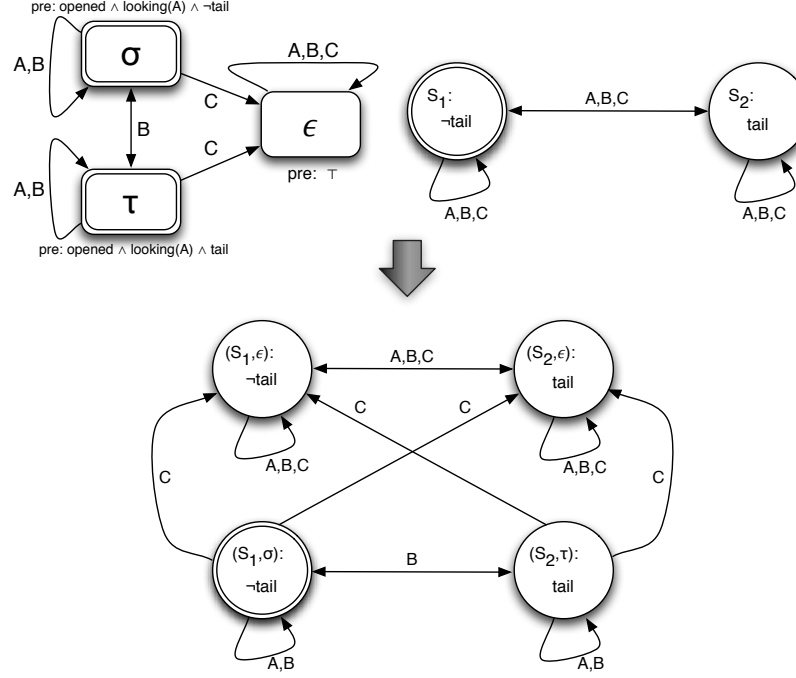 pre: opened ∧ looking(A) ∧ ¬tail
A,B
σ
C
B
A,B
τ
C
pre: opened ∧ looking(A) ∧ tail
A,B,C
ϵ
pre: ⊤
S1:
¬tail
A,B,C
A,B,C
S2:
tail
A,B,C
(S1,ϵ):
¬tail
A,B,C
(S2,ϵ):
tail
A,B,C
A,B,C
C
C
C
C
(S1,σ):
¬tail
B
(S2,τ):
tail
A,B
A,B